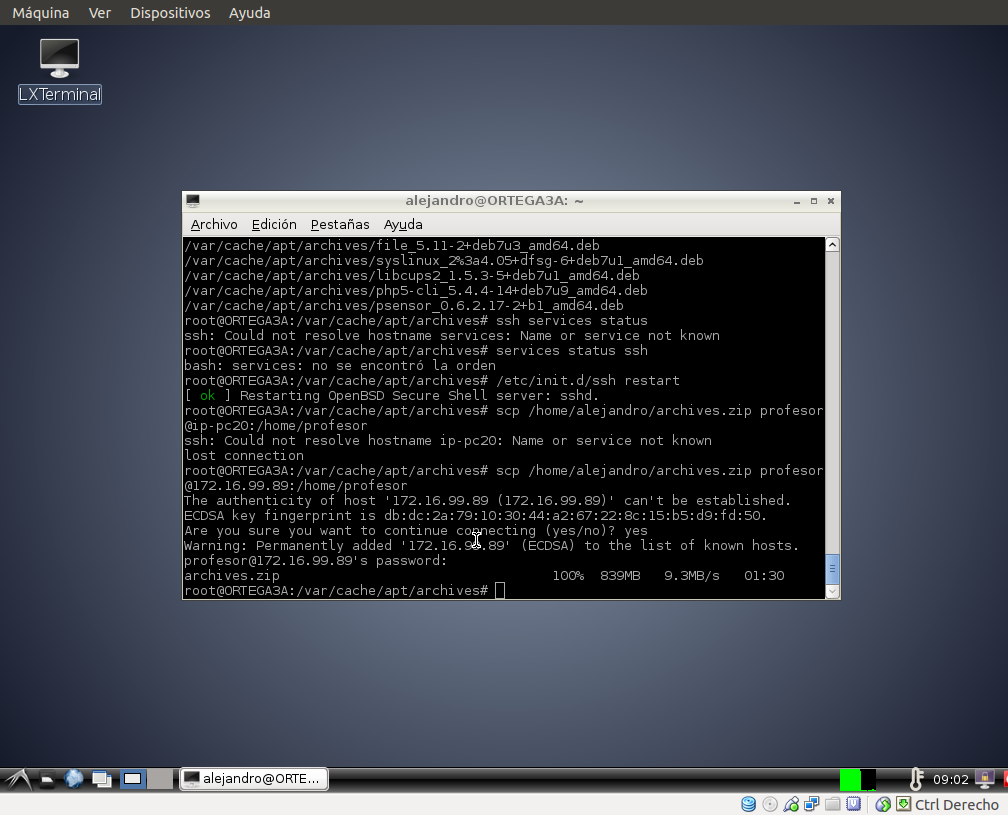 Máquina Ver Dispositivos Ayuda
LXTerminal
alejandro@ORTEGA3A: ~
Archivo Edición Pestañas Ayuda
/var/cache/apt/archives/file_5.11-2+deb7u3_amd64.deb
/var/cache/apt/archives/syslinux_2%3a4.05+dfsg-6+deb7u1_amd64.deb
/var/cache/apt/archives/libcups2_1.5.3-5+deb7u1_amd64.deb
/var/cache/apt/archives/php5-cli_5.4.4-14+deb7u9_amd64.deb
/var/cache/apt/archives/psensor_0.6.2.17-2+b1_amd64.deb
root@ORTEGA3A:/var/cache/apt/archives# ssh services status
ssh: Could not resolve hostname services: Name or service not known
root@ORTEGA3A:/var/cache/apt/archives# services status ssh
bash: services: no se encontró la orden
root@ORTEGA3A:/var/cache/apt/archives# /etc/init.d/ssh restart
[ ok ] Restarting OpenBSD Secure Shell server: sshd.
root@ORTEGA3A:/var/cache/apt/archives# scp /home/alejandro/archives.zip profesor
@ip-pc20:/home/profesor
ssh: Could not resolve hostname ip-pc20: Name or service not known
lost connection
root@ORTEGA3A:/var/cache/apt/archives# scp /home/alejandro/archives.zip profesor
@172.16.99.89:/home/profesor
The authenticity of host '172.16.99.89 (172.16.99.89)' can't be established.
ECDSA key fingerprint is db:dc:2a:79:10:30:44:a2:67:22:8c:15:b5:d9:fd:50.
Are you sure you want to continue connecting (yes/no)? yes
Warning: Permanently added '172.16.99.89' (ECDSA) to the list of known hosts.
profesor@172.16.99.89's password:
archives.zip 100% 839MB 9.3MB/s 01:30
root@ORTEGA3A:/var/cache/apt/archives#
alejandro@ORTE...
09:02
Ctrl Derecho